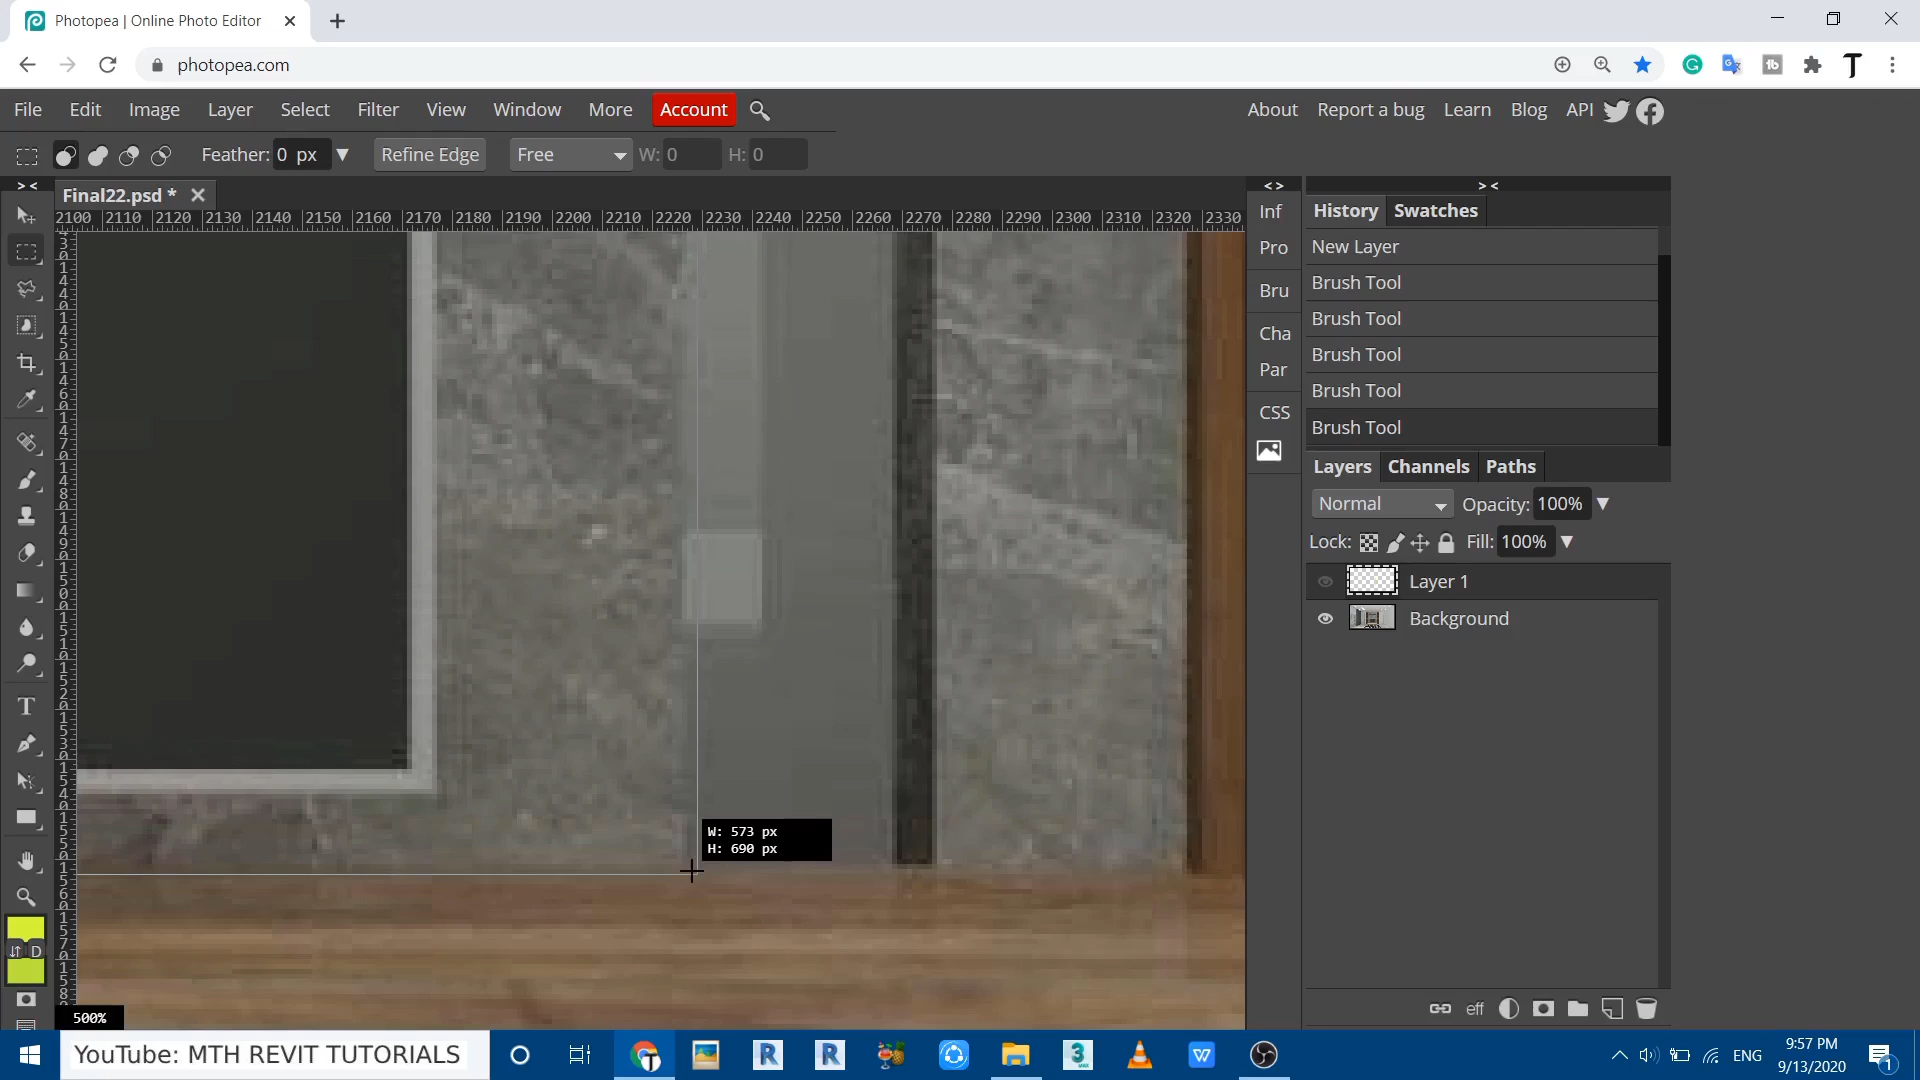 Photopea | Online Photo Editor
photopea.com
File Edit Image Layer Select Filter View Window More Account
About Report a bug Learn Blog API
Feather: 0 px Refine Edge Free W: 0 H: 0
> <
Final22.psd *
< >
> <
2100 2110 2120 2130 2140 2150 2160 2170 2180 2190 2200 2210 2220 2230 2240 2250 2260 2270 2280 2290 2300 2310 2320 2330
Inf
Pro
Bru
Cha
Par
CSS
History Swatches
New Layer
Brush Tool
Brush Tool
Brush Tool
Brush Tool
Brush Tool
Layers Channels Paths
Normal Opacity: 100%
Lock: Fill: 100%
Layer 1
Background
W: 573 px
H: 690 px
D
500%
eff
YouTube: MTH REVIT TUTORIALS
ENG
9:57 PM
9/13/2020
1